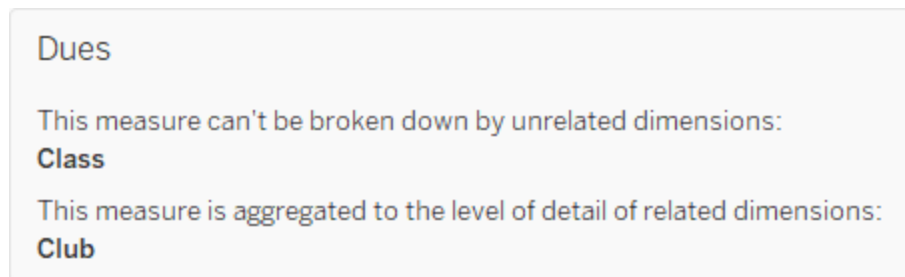 Dues
This measure can't be broken down by unrelated dimensions:
Class
This measure is aggregated to the level of detail of related dimensions:
Club